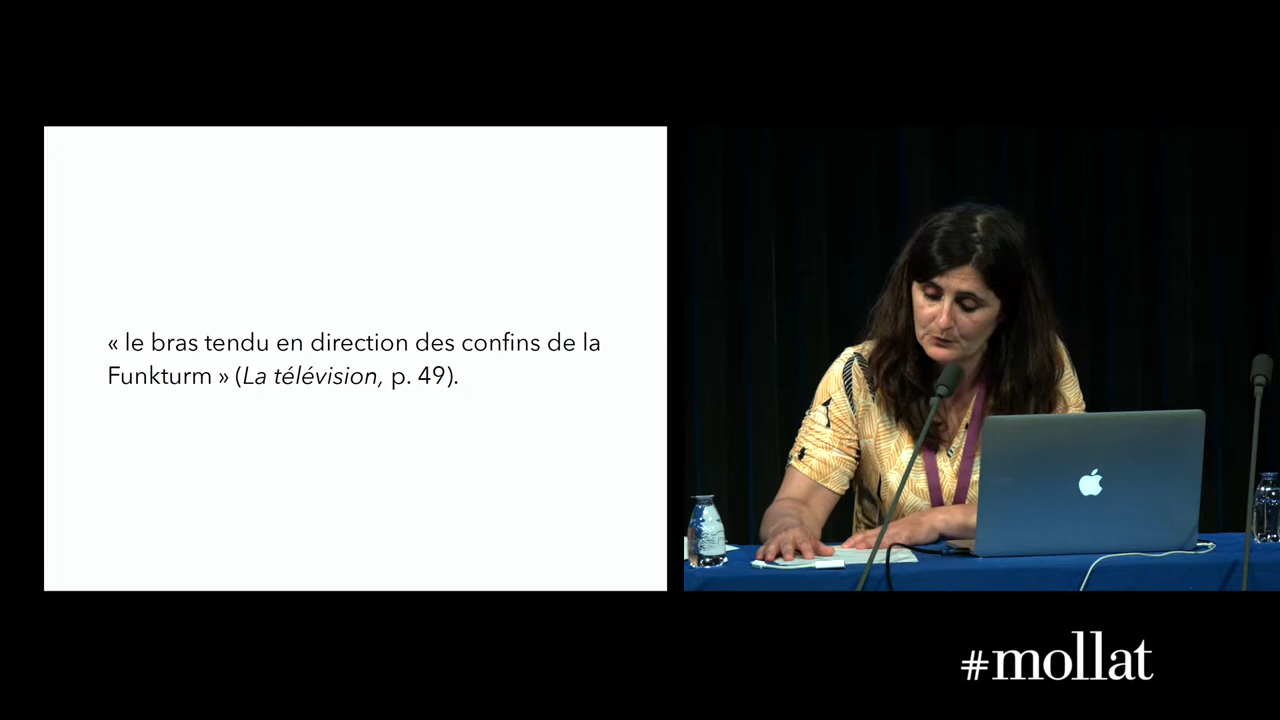 « le bras tendu en direction des confins de la
Funkturm » (La télévision, p. 49).
#mollat